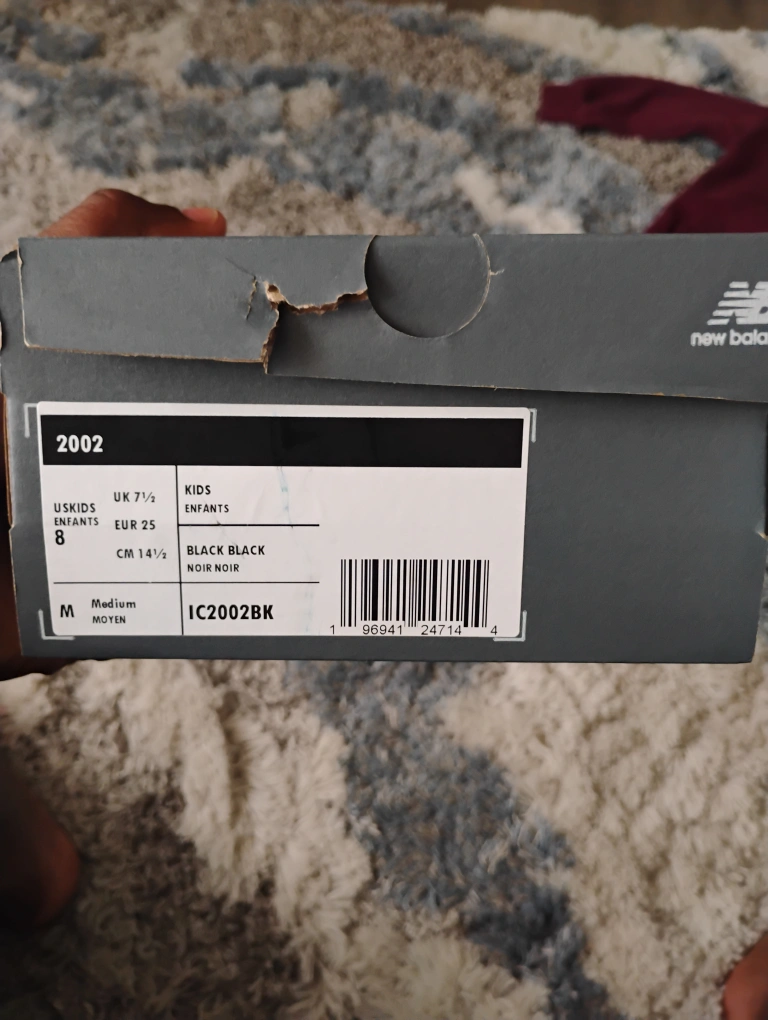 new bala
2002
USKIDS
ENFANTS
8
UK 7½
EUR 25
CM 14½
KIDS
ENFANTS
BLACK BLACK
NOIR NOIR
M Medium
MOYEN
IC2002BK
1 96941 24714 4